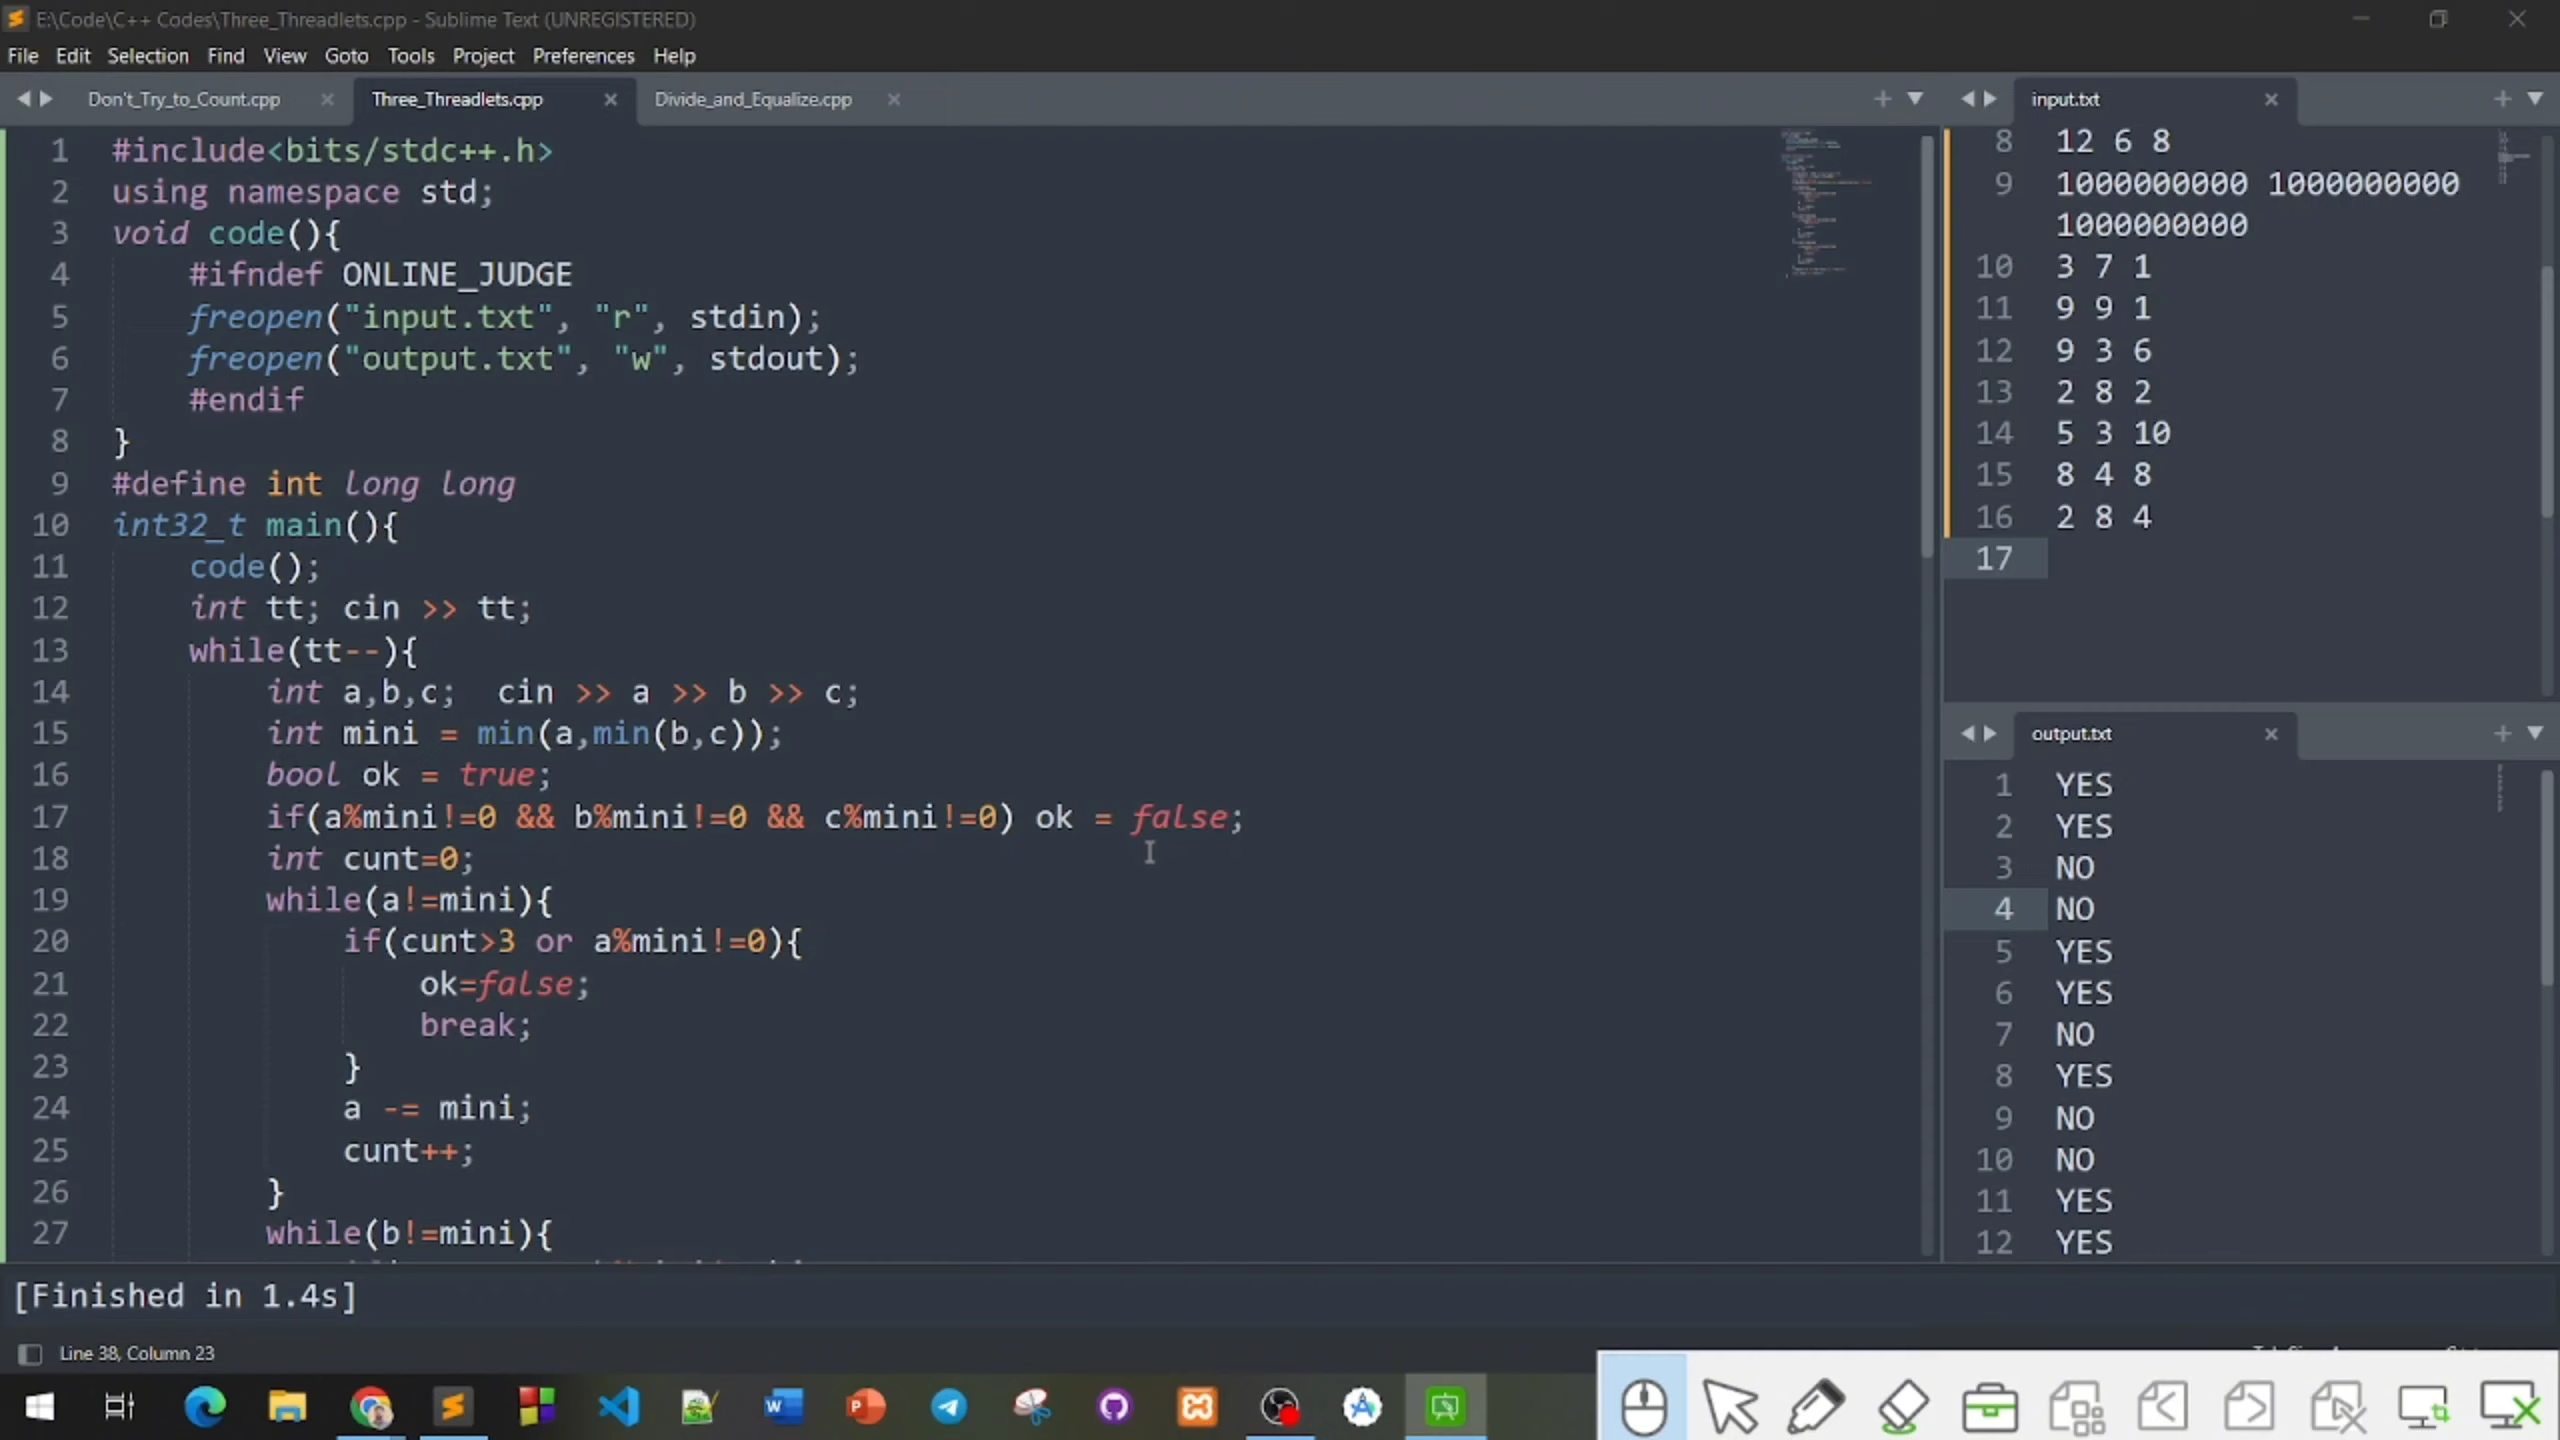 E:\Code\C++ Codes\Three_Threadlets.cpp - Sublime Text (UNREGISTERED)
File Edit Selection Find View Goto Tools Project Preferences Help
Don't_Try_to_Count.cpp
Three_Threadlets.cpp
Divide_and_Equalize.cpp
1 #include<bits/stdc++.h>
2 using namespace std;
3 void code(){
4 #ifndef ONLINE_JUDGE
5 freopen("input.txt", "r", stdin);
6 freopen("output.txt", "w", stdout);
7 #endif
8 }
9 #define int long long
10 int32_t main(){
11 code();
12 int tt; cin >> tt;
13 while(tt--){
14 int a,b,c;  cin >> a >> b >> c;
15 int mini = min(a,min(b,c));
16 bool ok = true;
17 if(a%mini!=0 && b%mini!=0 && c%mini!=0) ok = false;
18 int cunt=0;
19 while(a!=mini){
20 if(cunt>3 or a%mini!=0){
21 ok=false;
22 break;
23 }
24 a -= mini;
25 cunt++;
26 }
27 while(b!=mini){
input.txt
8 12 6 8
9 1000000000 1000000000
1000000000
10 3 7 1
11 9 9 1
12 9 3 6
13 2 8 2
14 5 3 10
15 8 4 8
16 2 8 4
17
output.txt
1 YES
2 YES
3 NO
4 NO
5 YES
6 YES
7 NO
8 YES
9 NO
10 NO
11 YES
12 YES
[Finished in 1.4s]
Line 38, Column 23